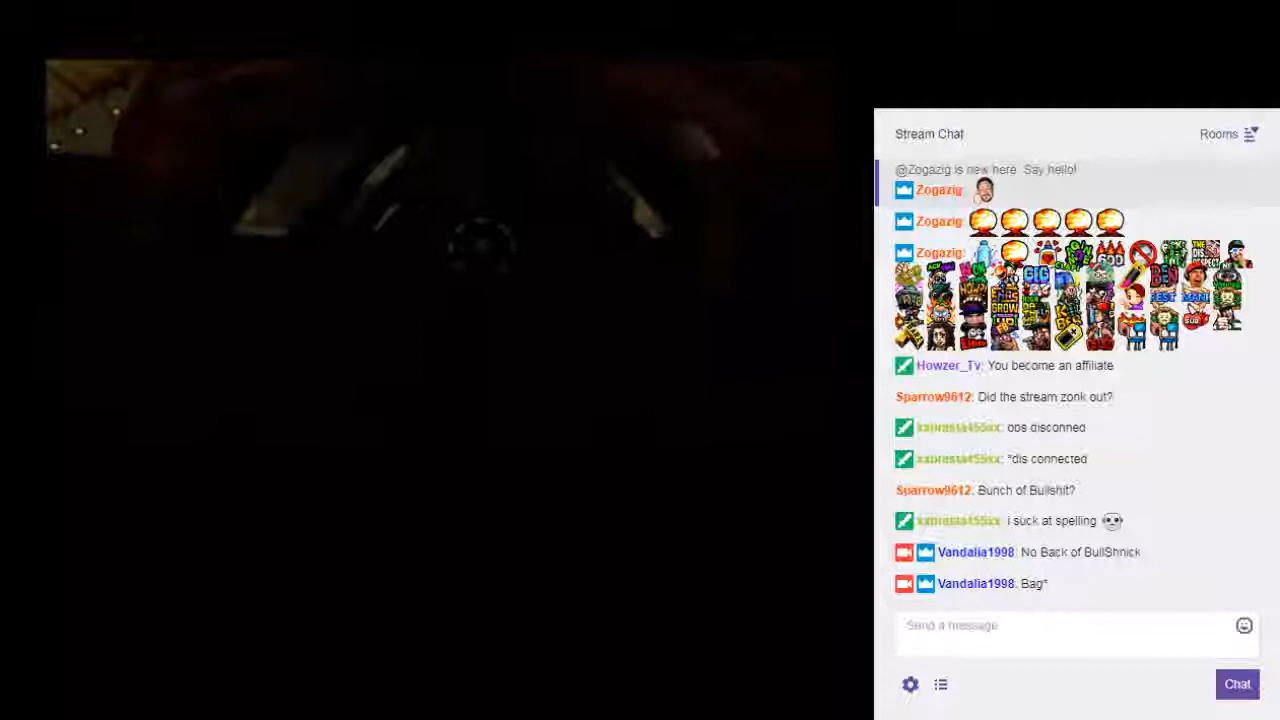 Stream Chat
Rooms
@Zogazig is new here. Say hello!
Zogazig:
Zogazig:
Zogazig:
Howzer_Tv: You become an affiliate
Sparrow9612: Did the stream zonk out?
ops disconned
*dis connected
Sparrow9612: Bunch of Bullshit?
i suck at spelling
Vandalia1998: No Back of BullShnick
Vandalia1998: Bag*
Send a message
Chat